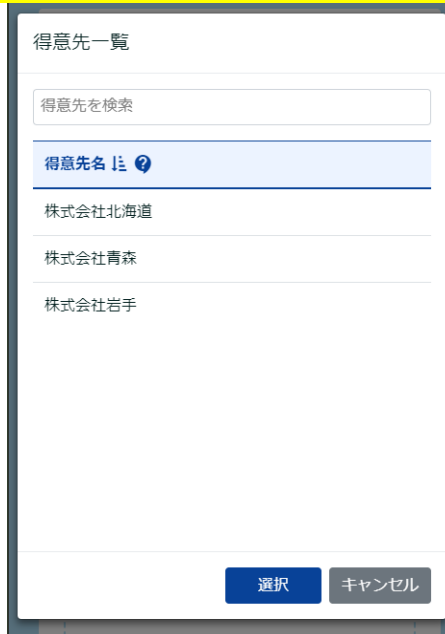 得意先一覧
得意先を検索
得意先名
株式会社北海道
株式会社青森
株式会社岩手
選択 キャンセル